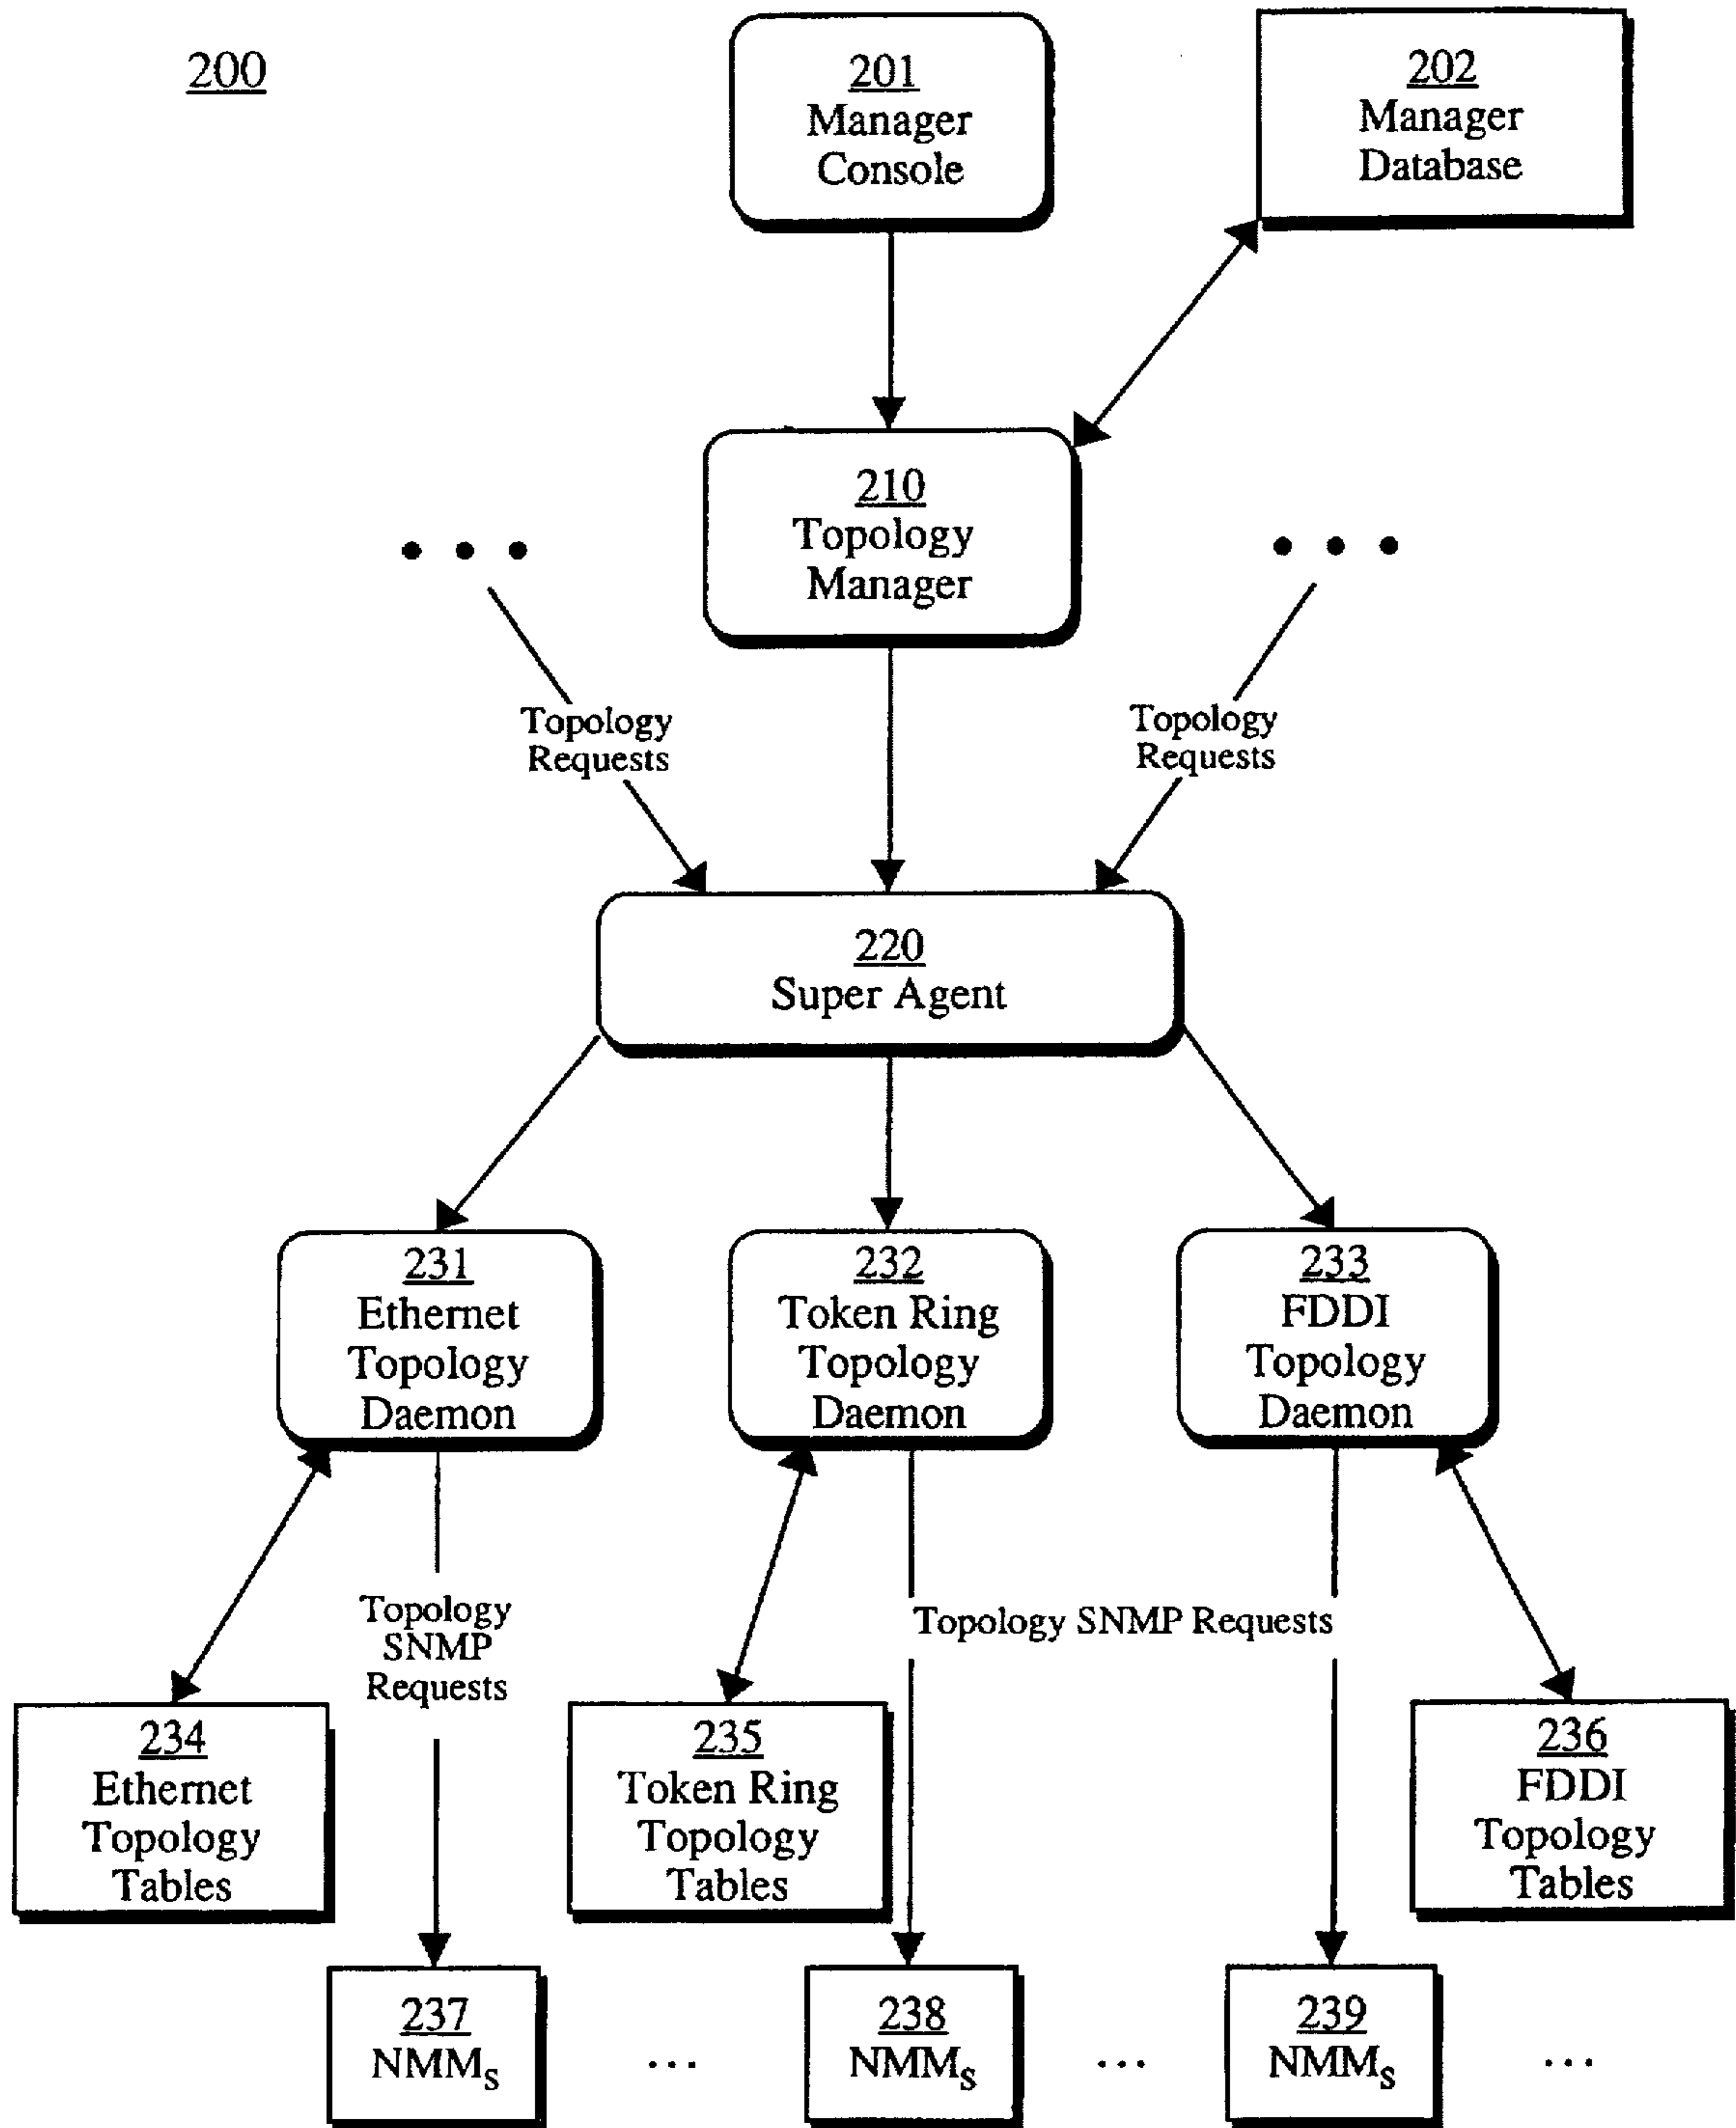 200
201
Manager
Console
202
Manager
Database
210
Topology
Manager
• • •
• • •
Topology
Requests
Topology
Requests
220
Super Agent
231
Ethernet
Topology
Daemon
232
Token Ring
Topology
Daemon
233
FDDI
Topology
Daemon
Topology
SNMP
Requests
Topology SNMP Requests
234
Ethernet
Topology
Tables
235
Token Ring
Topology
Tables
236
FDDI
Topology
Tables
237
NMMs
...
238
NMMs
...
239
NMMs
...